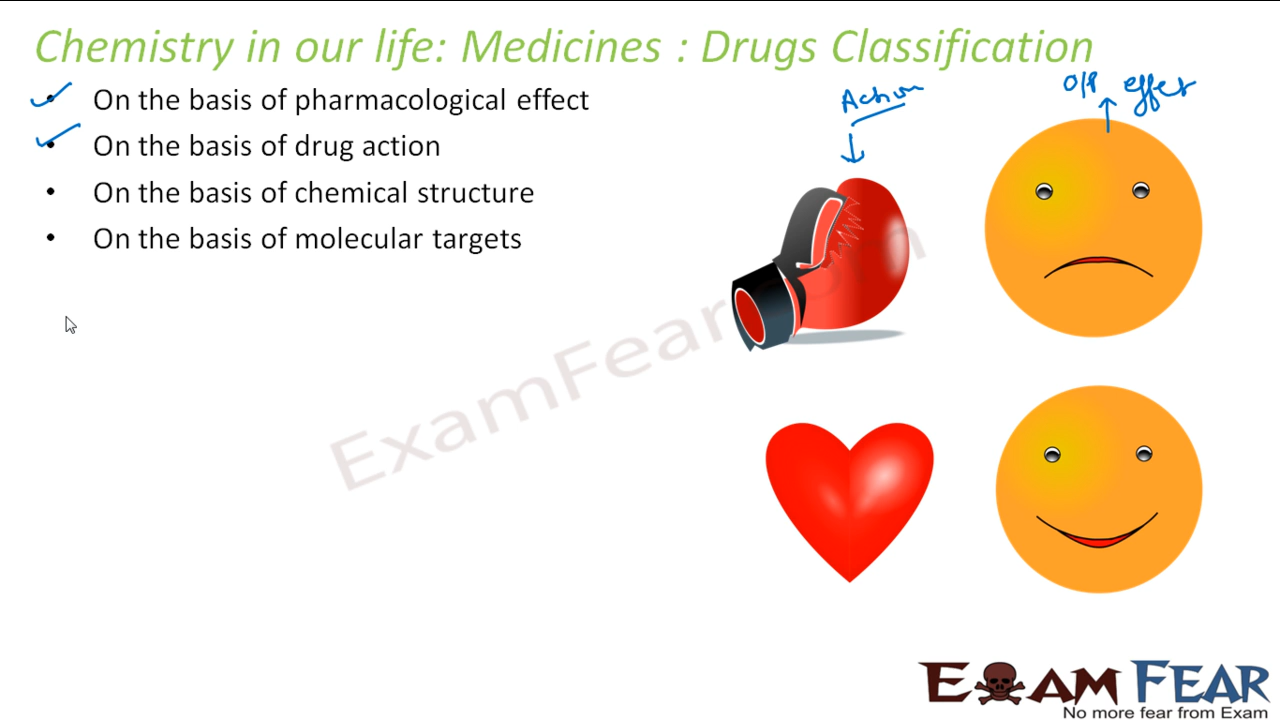 Chemistry in our life: Medicines : Drugs Classification
• On the basis of pharmacological effect
• On the basis of drug action
• On the basis of chemical structure
• On the basis of molecular targets
Action
O/P effect
ExamFear.com
EXAM FEAR
No more fear from Exam